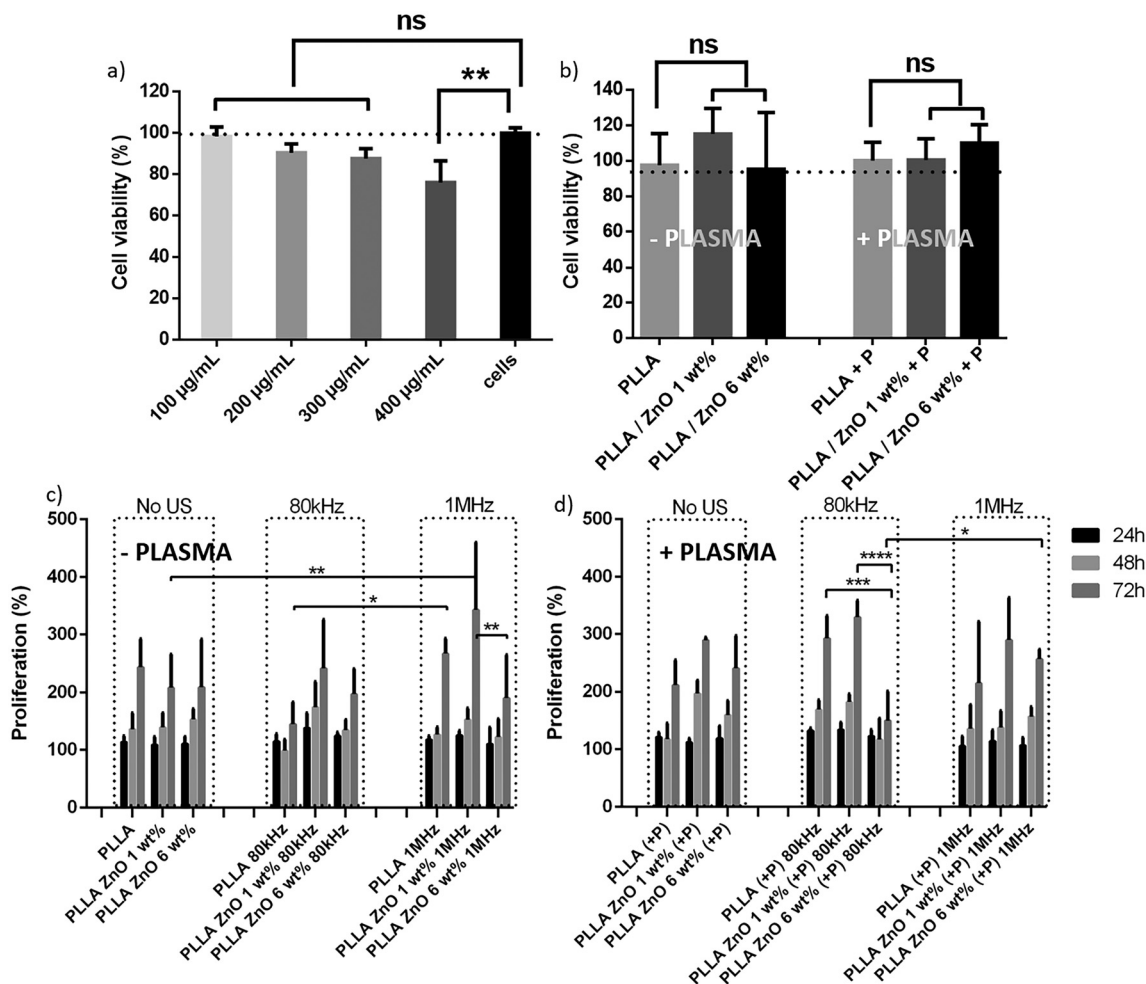 a)
ns
**
Cell viability (%)
120
100
80
60
40
20
0
100 µg/mL
200 µg/mL
300 µg/mL
400 µg/mL
cells
b)
ns
ns
Cell viability (%)
140
120
100
80
60
40
20
0
- PLASMA
+ PLASMA
PLLA
PLLA / ZnO 1 wt%
PLLA / ZnO 6 wt%
PLLA + P
PLLA / ZnO 1 wt% + P
PLLA / ZnO 6 wt% + P
c)
No US
80kHz
1MHz
- PLASMA
**
*
**
Proliferation (%)
500
400
300
200
100
0
PLLA
PLLA ZnO 1 wt%
PLLA ZnO 6 wt%
PLLA 80kHz
PLLA ZnO 1 wt% 80kHz
PLLA ZnO 6 wt% 80kHz
PLLA 1MHz
PLLA ZnO 1 wt% 1MHz
PLLA ZnO 6 wt% 1MHz
d)
No US
80kHz
1MHz
+ PLASMA
*
****
***
Proliferation (%)
500
400
300
200
100
0
PLLA (+P)
PLLA ZnO 1 wt% (+P)
PLLA ZnO 6 wt% (+P)
PLLA (+P) 80kHz
PLLA ZnO 1 wt% (+P) 80kHz
PLLA ZnO 6 wt% (+P) 80kHz
PLLA (+P) 1MHz
PLLA ZnO 1 wt% (+P) 1MHz
PLLA ZnO 6 wt% (+P) 1MHz
24h
48h
72h